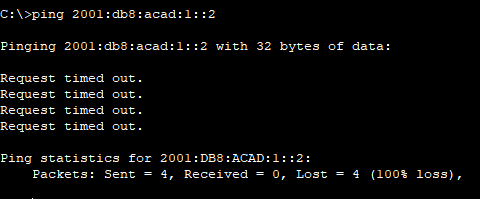 C:\>ping 2001:db8:acad:1::2
Pinging 2001:db8:acad:1::2 with 32 bytes of data:
Request timed out.
Request timed out.
Request timed out.
Request timed out.
Ping statistics for 2001:DB8:ACAD:1::2:
    Packets: Sent = 4, Received = 0, Lost = 4 (100% loss),